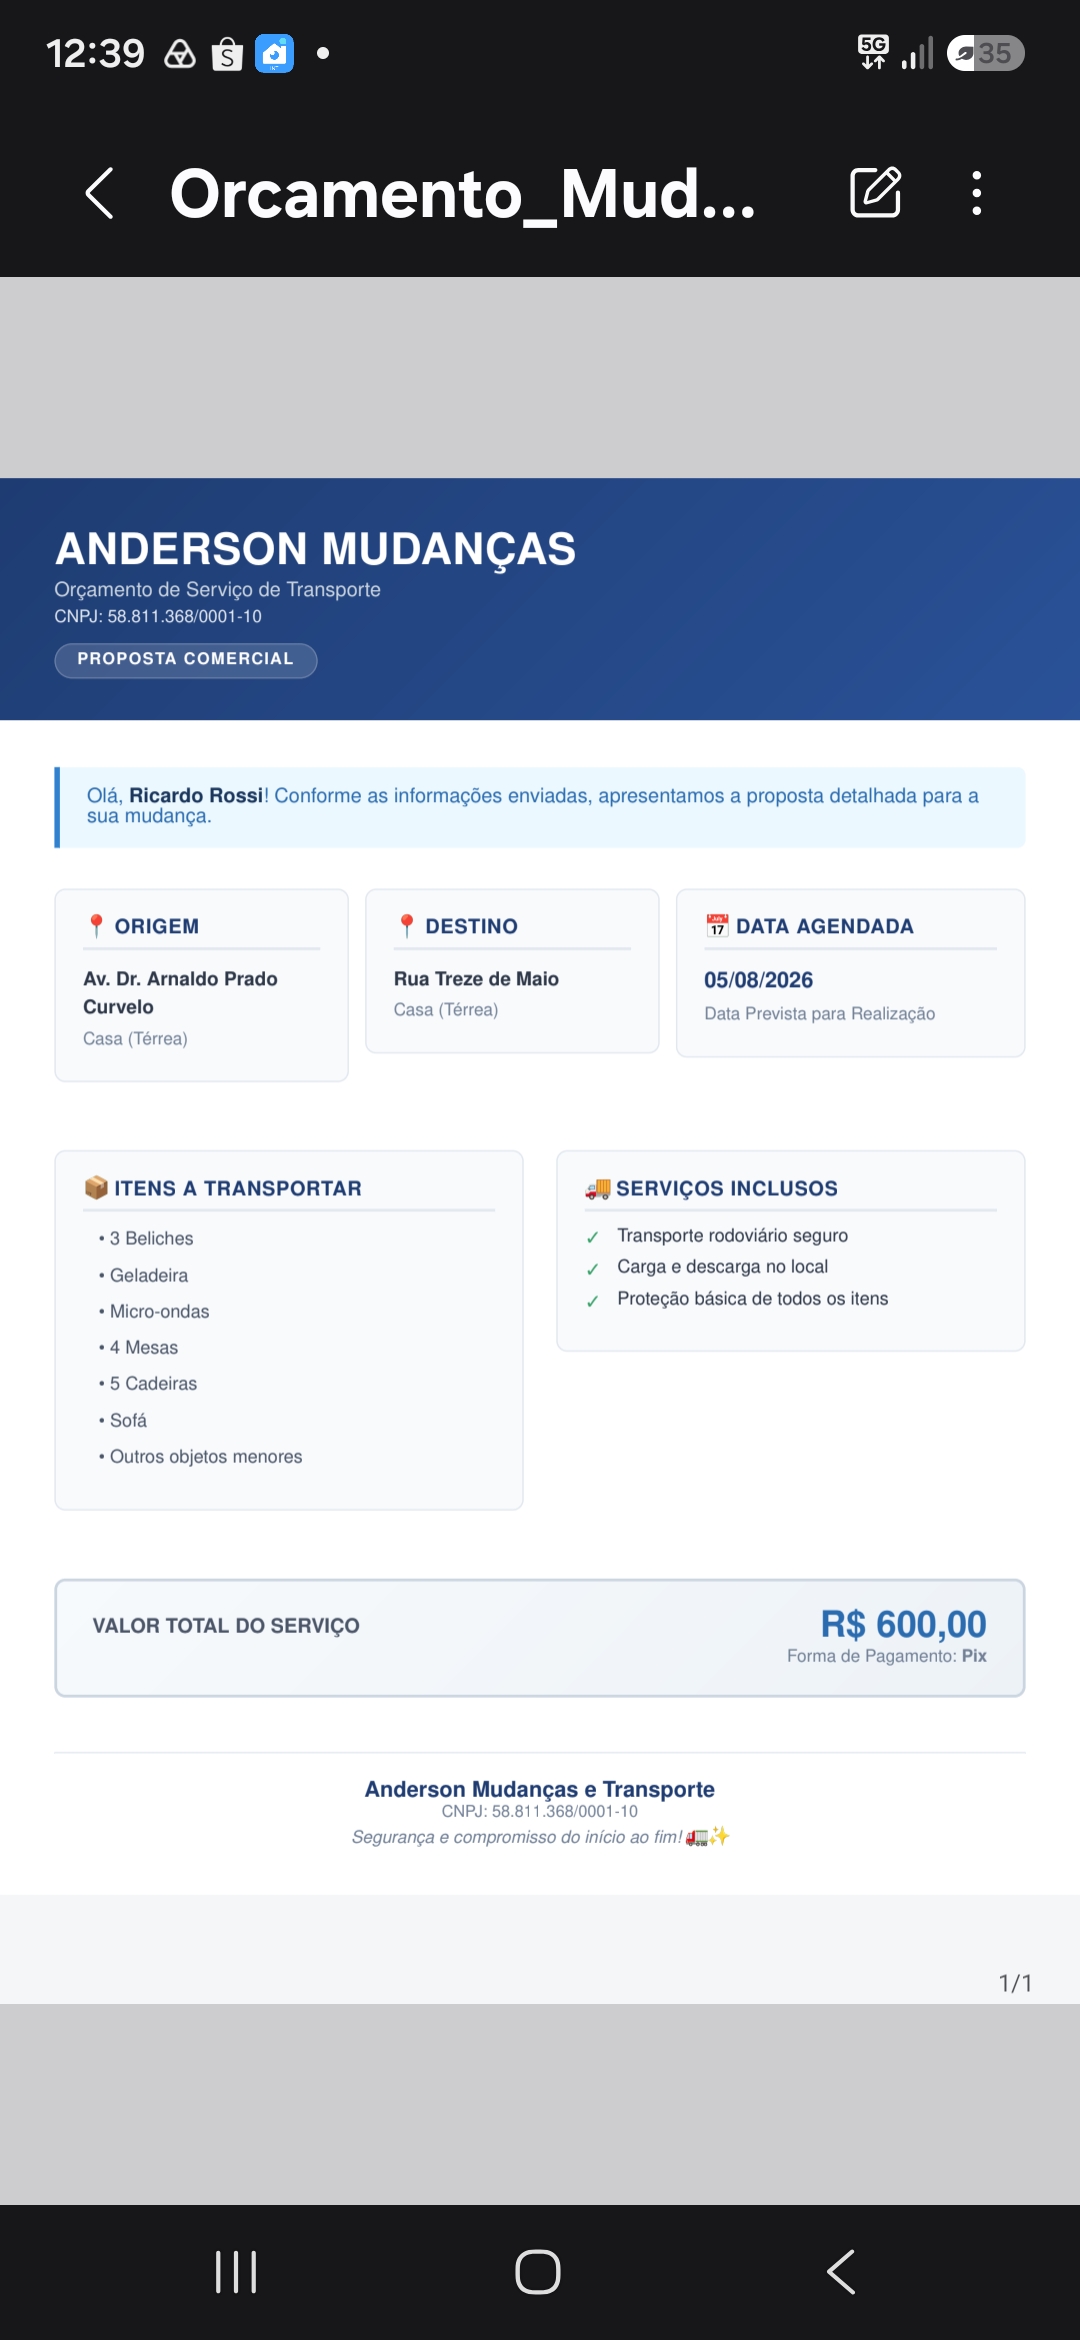 12:39
S
5G
35
Orcamento_Mud...
ANDERSON MUDANÇAS
Orçamento de Serviço de Transporte
CNPJ: 58.811.368/0001-10
PROPOSTA COMERCIAL
Olá, Ricardo Rossi! Conforme as informações enviadas, apresentamos a proposta detalhada para a
sua mudança.
📍 ORIGEM
Av. Dr. Arnaldo Prado
Curvelo
Casa (Térrea)
📍 DESTINO
Rua Treze de Maio
Casa (Térrea)
📅 DATA AGENDADA
05/08/2026
Data Prevista para Realização
📦 ITENS A TRANSPORTAR
• 3 Beliches
• Geladeira
• Micro-ondas
• 4 Mesas
• 5 Cadeiras
• Sofá
• Outros objetos menores
🚚 SERVIÇOS INCLUSOS
✓ Transporte rodoviário seguro
✓ Carga e descarga no local
✓ Proteção básica de todos os itens
VALOR TOTAL DO SERVIÇO
R$ 600,00
Forma de Pagamento: Pix
Anderson Mudanças e Transporte
CNPJ: 58.811.368/0001-10
Segurança e compromisso do início ao fim! 🚛✨
1/1